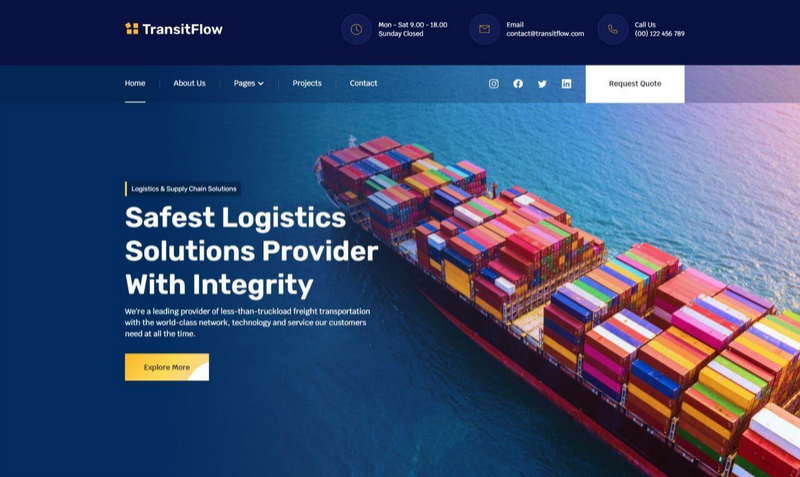 TransitFlow
Mon - Sat 9.00 - 18.00
Sunday Closed
Email
contact@transitflow.com
Call Us
(00) 122 456 789
Home
About Us
Pages
Projects
Contact
Request Quote
Logistics & Supply Chain Solutions
Safest Logistics
Solutions Provider
With Integrity
We're a leading provider of less-than-truckload freight transportation
with the world-class network, technology and service our customers
need at all the time.
Explore More